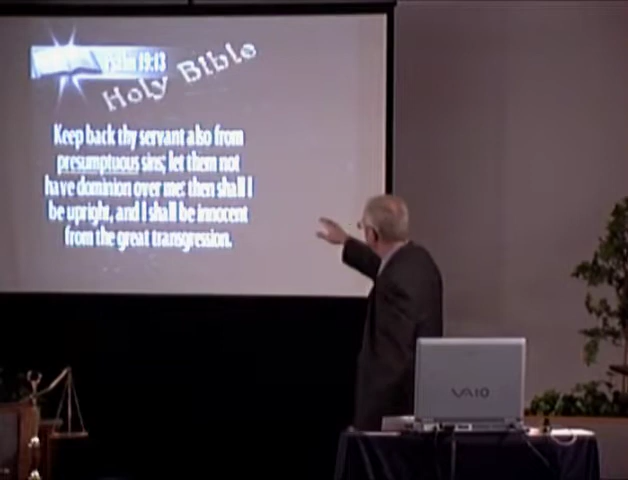 Psalm 19:13
Holy Bible
Keep back thy servant also from
presumptuous sins; let them not
have dominion over me: then shall I
be upright, and I shall be innocent
from the great transgression.
VAIO